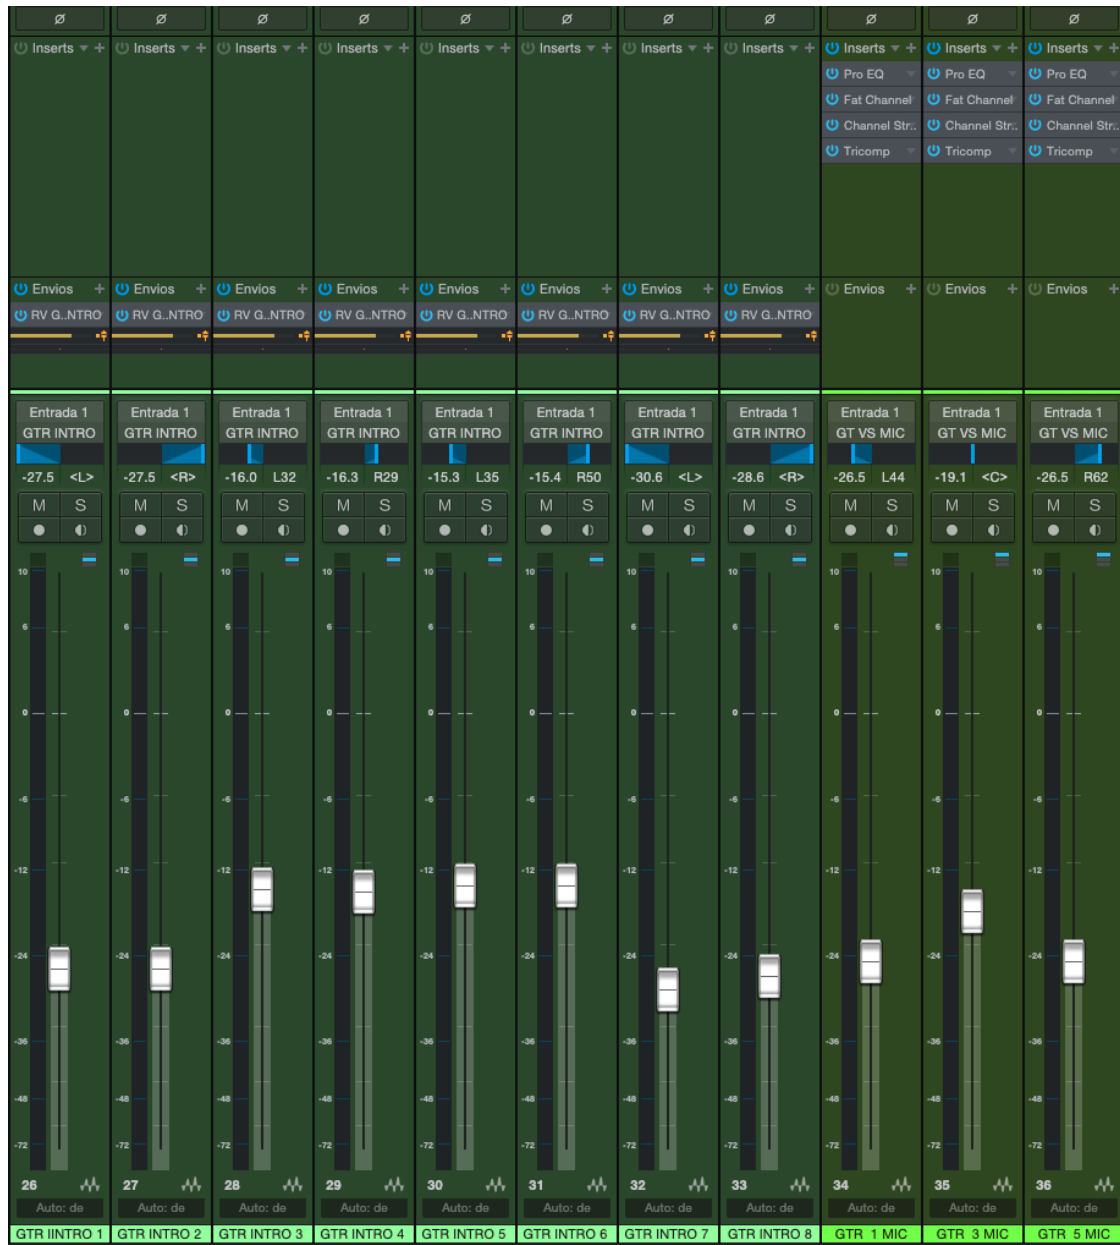 Ø Ø Ø Ø Ø Ø Ø Ø Ø Ø Ø
Inserts + Inserts + Inserts + Inserts + Inserts + Inserts + Inserts + Inserts + Inserts + Inserts + Inserts +
Pro EQ Pro EQ Pro EQ
Fat Channel Fat Channel Fat Channel
Channel Str.. Channel Str.. Channel Str..
Tricomp Tricomp Tricomp
Envios + Envios + Envios + Envios + Envios + Envios + Envios + Envios + Envios + Envios + Envios +
RV G..NTRO RV G..NTRO RV G..NTRO RV G..NTRO RV G..NTRO RV G..NTRO RV G..NTRO RV G..NTRO
Entrada 1 Entrada 1 Entrada 1 Entrada 1 Entrada 1 Entrada 1 Entrada 1 Entrada 1 Entrada 1 Entrada 1 Entrada 1
GTR INTRO GTR INTRO GTR INTRO GTR INTRO GTR INTRO GTR INTRO GTR INTRO GTR INTRO GT VS MIC GT VS MIC GT VS MIC
-27.5 <L> -27.5 <R> -16.0 L32 -16.3 R29 -15.3 L35 -15.4 R50 -30.6 <L> -28.6 <R> -26.5 L44 -19.1 <C> -26.5 R62
M S M S M S M S M S M S M S M S M S M S M S
10 10 10 10 10 10 10 10 10 10 10
6 6 6 6 6 6 6 6 6 6 6
0 0 0 0 0 0 0 0 0 0 0
-6 -6 -6 -6 -6 -6 -6 -6 -6 -6 -6
-12 -12 -12 -12 -12 -12 -12 -12 -12 -12 -12
-24 -24 -24 -24 -24 -24 -24 -24 -24 -24 -24
-36 -36 -36 -36 -36 -36 -36 -36 -36 -36 -36
-48 -48 -48 -48 -48 -48 -48 -48 -48 -48 -48
-72 -72 -72 -72 -72 -72 -72 -72 -72 -72 -72
26 27 28 29 30 31 32 33 34 35 36
Auto: de Auto: de Auto: de Auto: de Auto: de Auto: de Auto: de Auto: de Auto: de Auto: de Auto: de
GTR IINTRO 1 GTR INTRO 2 GTR INTRO 3 GTR INTRO 4 GTR INTRO 5 GTR INTRO 6 GTR INTRO 7 GTR INTRO 8 GTR 1 MIC GTR 3 MIC GTR 5 MIC